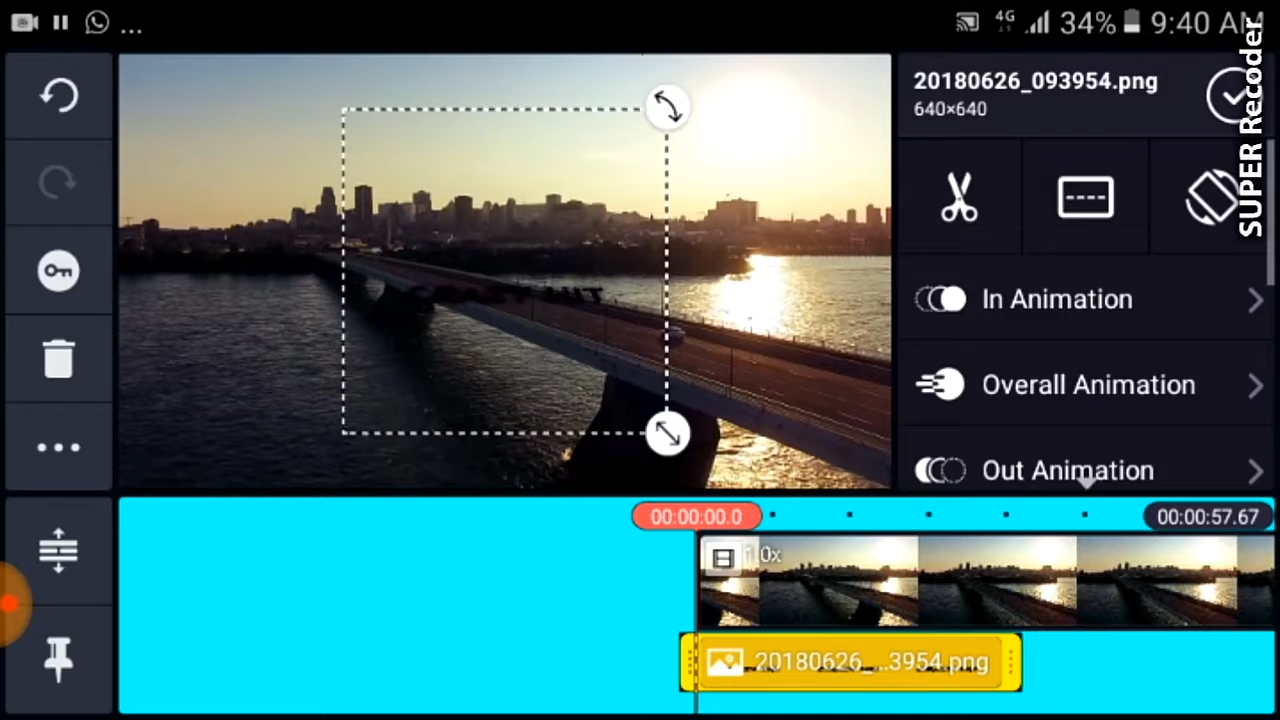 ... 4G 34% 9:40 AM
SUPER Recoder
20180626_093954.png
640×640
In Animation
Overall Animation
Out Animation
00:00:00.0
00:00:57.67
1.0x
20180626_...3954.png